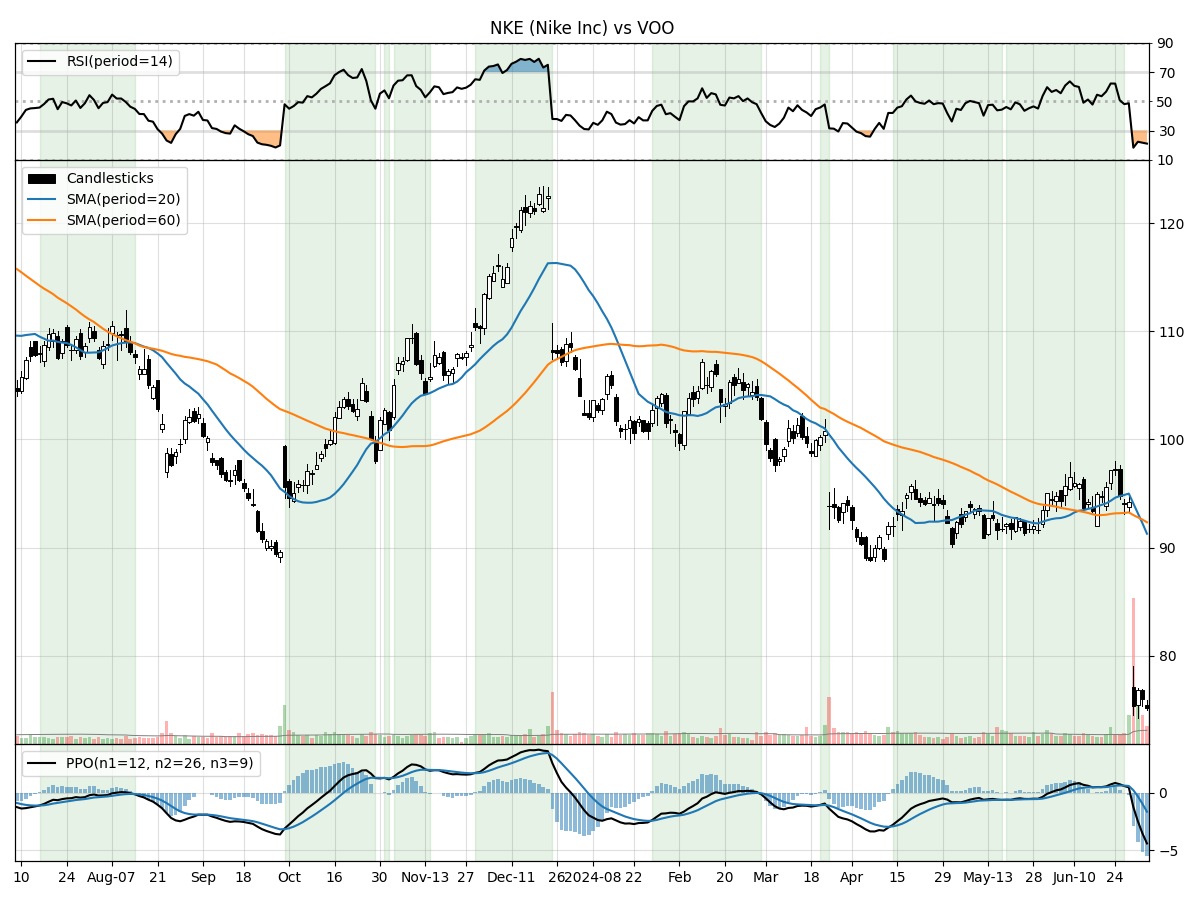 NKE (Nike Inc) vs VOO
RSI(period=14)
90
70
50
30
10
Candlesticks
SMA(period=20)
SMA(period=60)
120
110
100
90
80
PPO(n1=12, n2=26, n3=9)
0
−5
10 24 Aug-07 21 Sep 18 Oct 16 30 Nov-13 27 Dec-11 26 2024-08 22 Feb 20 Mar 18 Apr 15 29 May-13 28 Jun-10 24